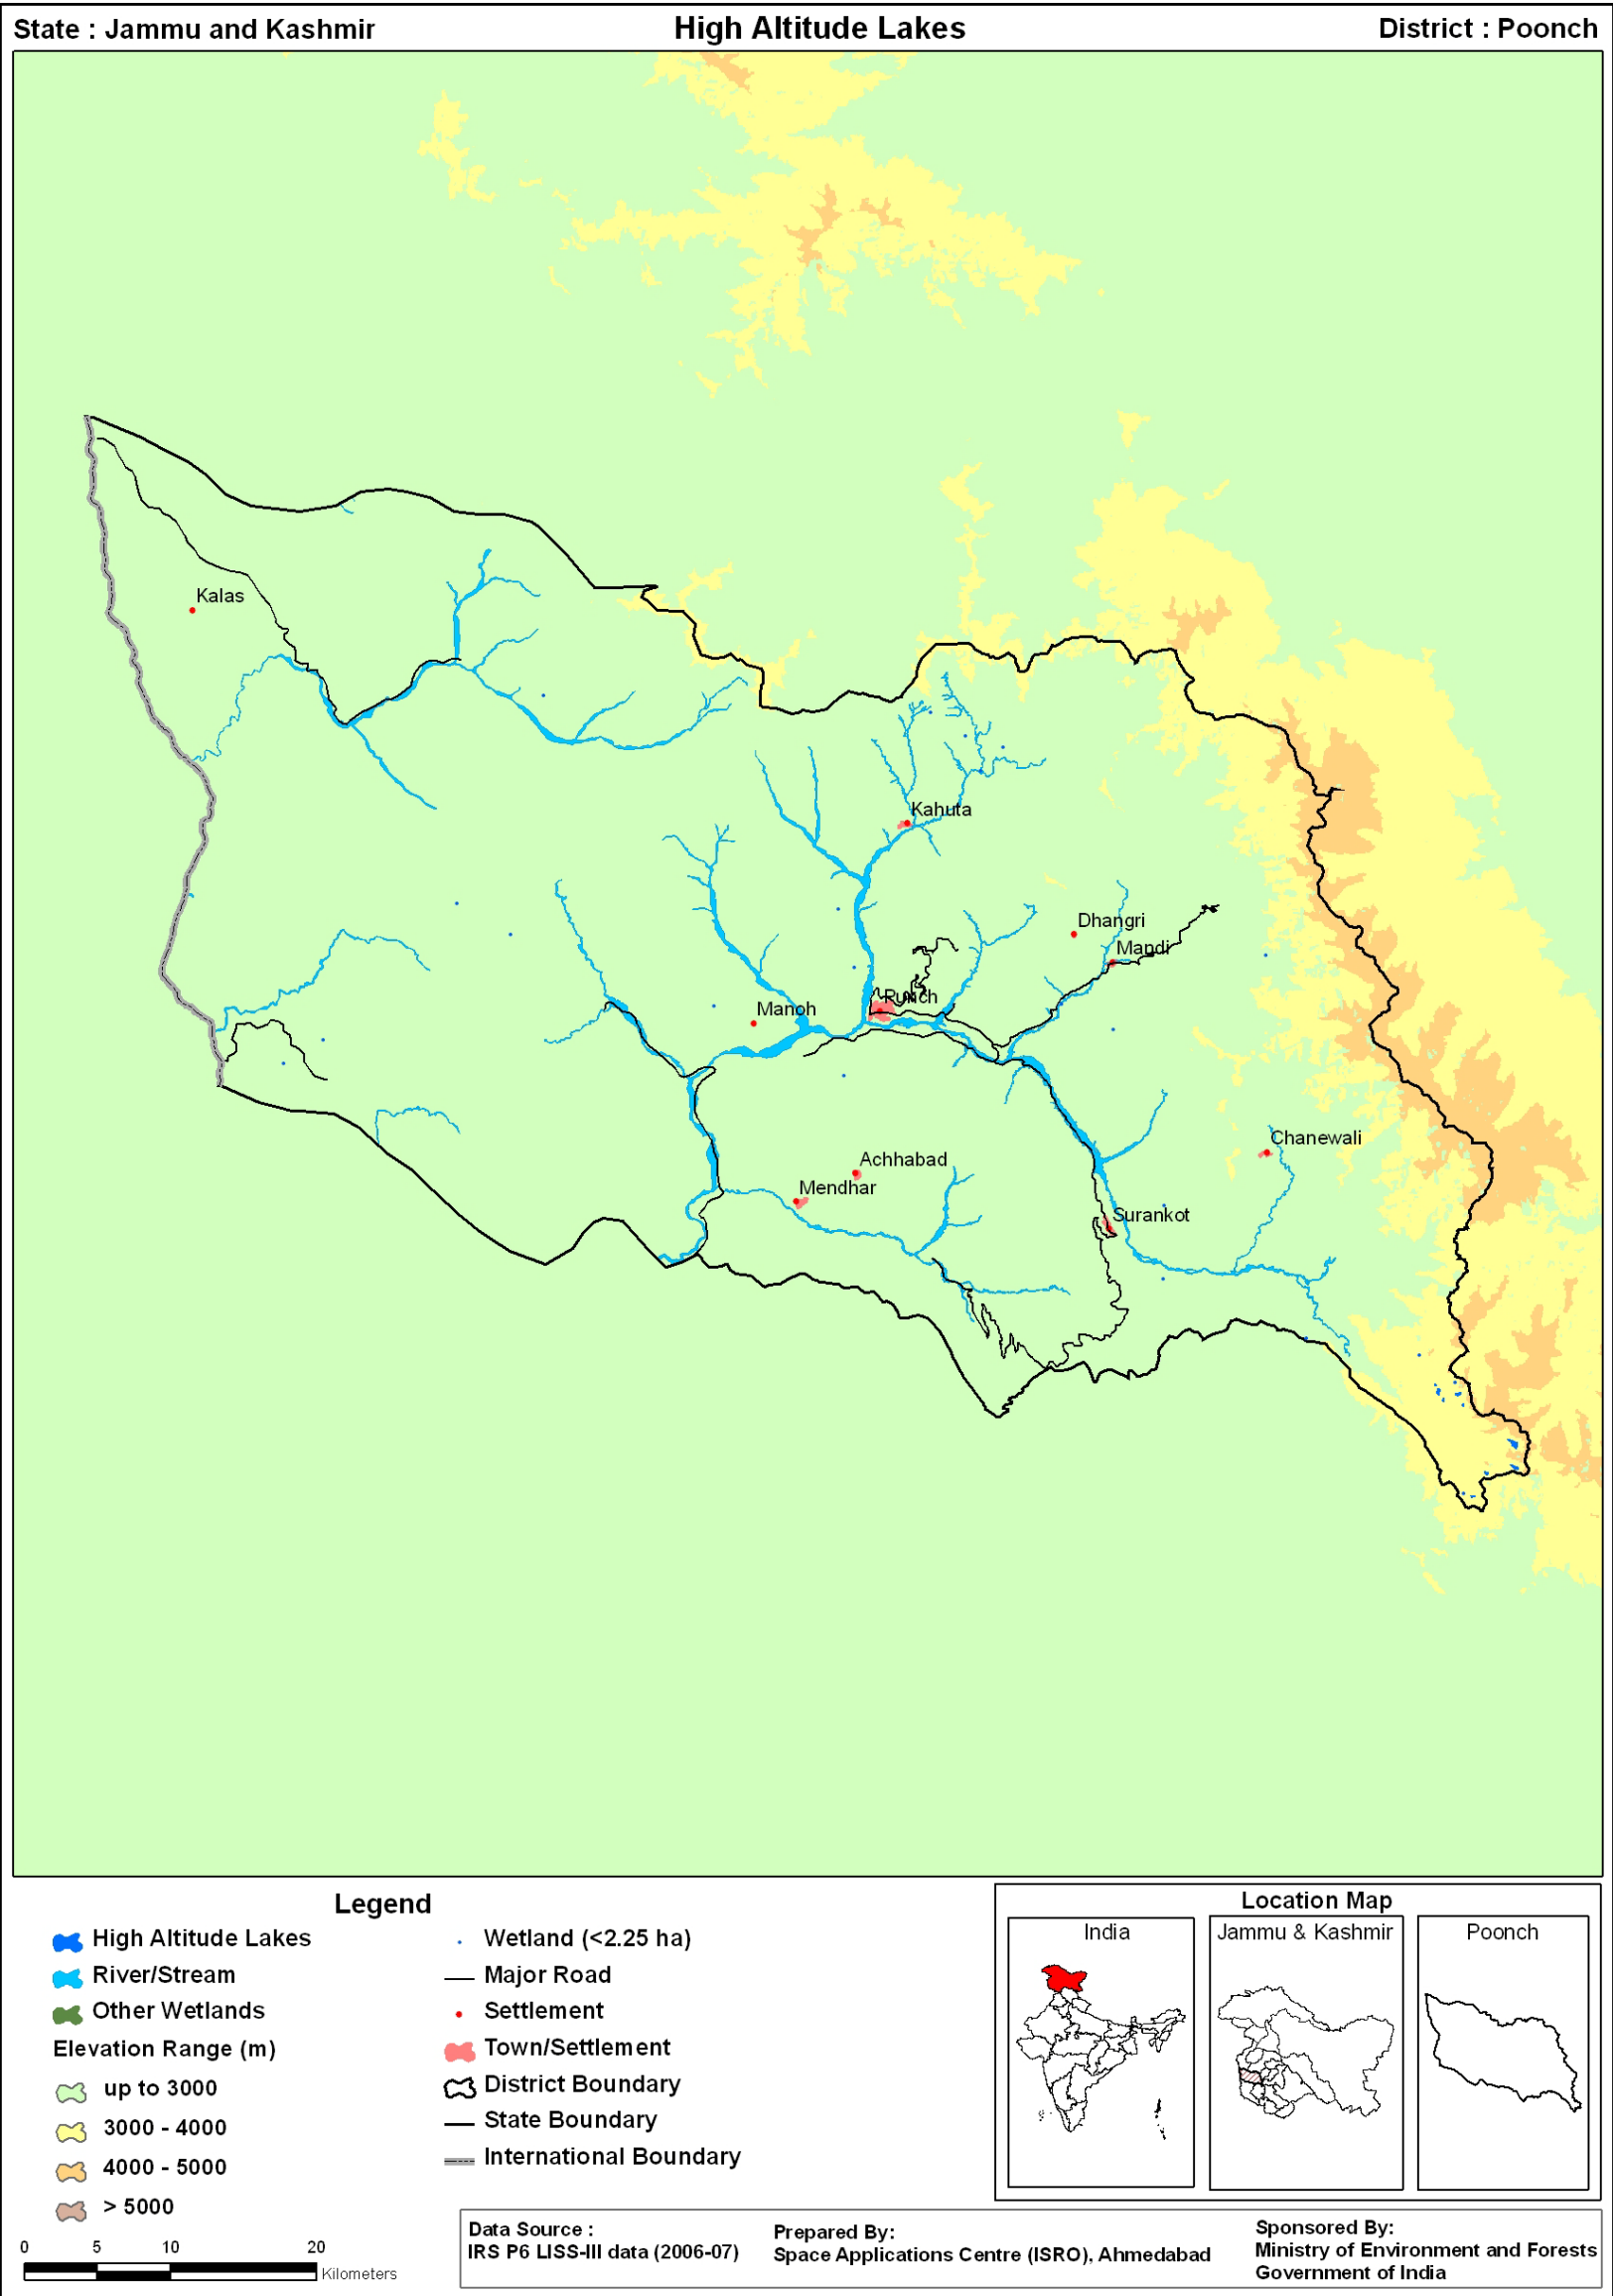 State : Jammu and Kashmir
High Altitude Lakes
District : Poonch
Kalas
Kahuta
Dhangri
Mandi
Punch
Manoh
Chanewali
Achhabad
Mendhar
Surankot
Legend
High Altitude Lakes
River/Stream
Other Wetlands
Elevation Range (m)
up to 3000
3000 - 4000
4000 - 5000
> 5000
Wetland (<2.25 ha)
Major Road
Settlement
Town/Settlement
District Boundary
State Boundary
International Boundary
0 5 10 20
Kilometers
Location Map
India
Jammu & Kashmir
Poonch
Data Source :
IRS P6 LISS-III data (2006-07)
Prepared By:
Space Applications Centre (ISRO), Ahmedabad
Sponsored By:
Ministry of Environment and Forests
Government of India